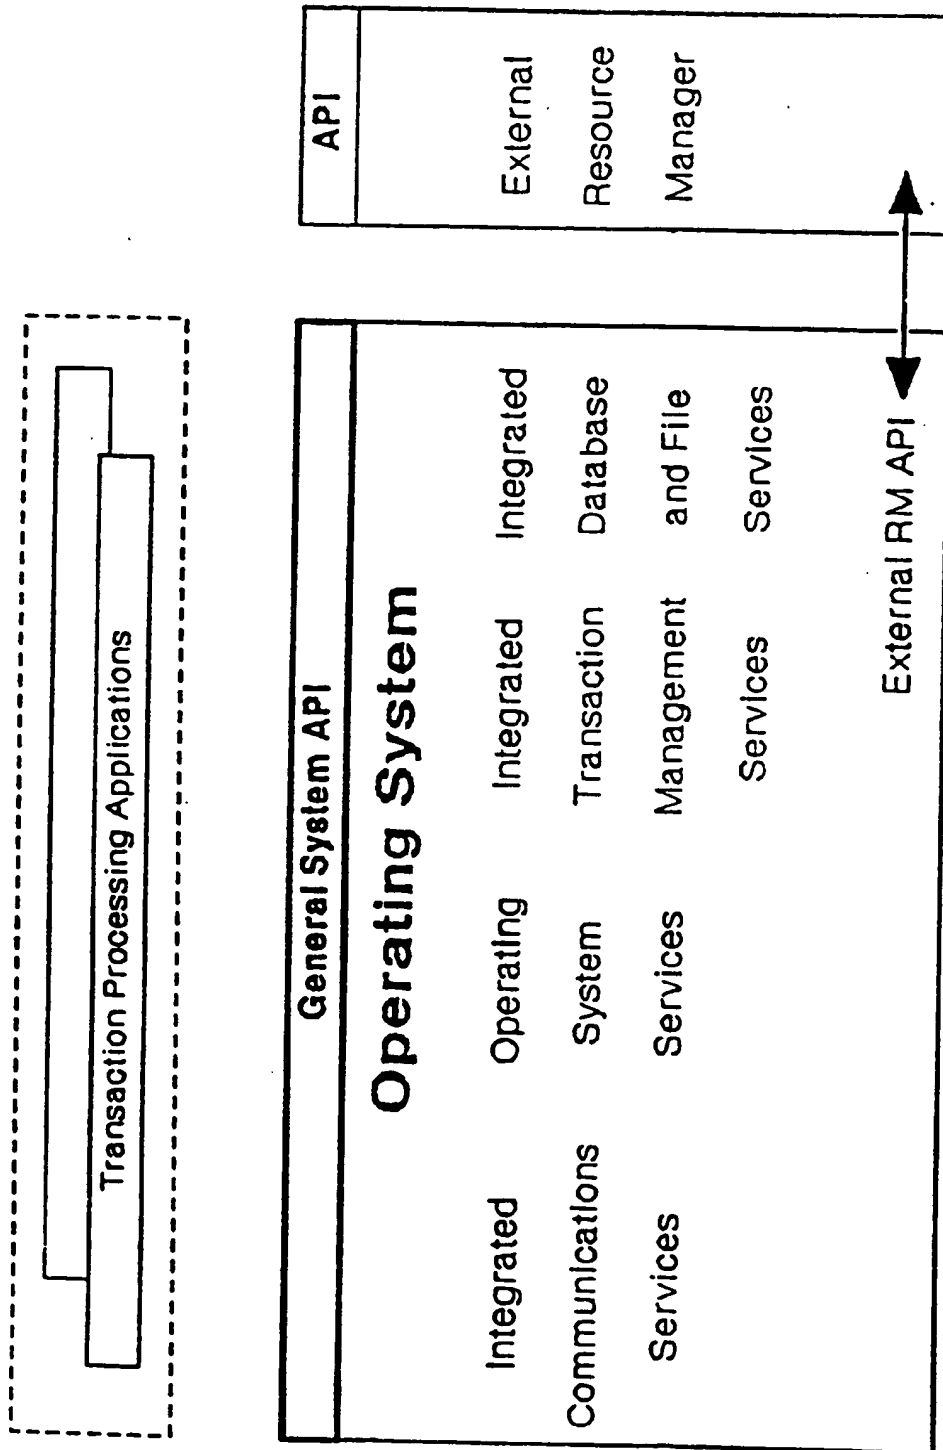 Transaction Processing Applications
General System API
Operating System
Integrated
Communications
Services
Operating
System
Services
Integrated
Transaction
Management
Services
Integrated
Database
and File
Services
External RM API
API
External
Resource
Manager